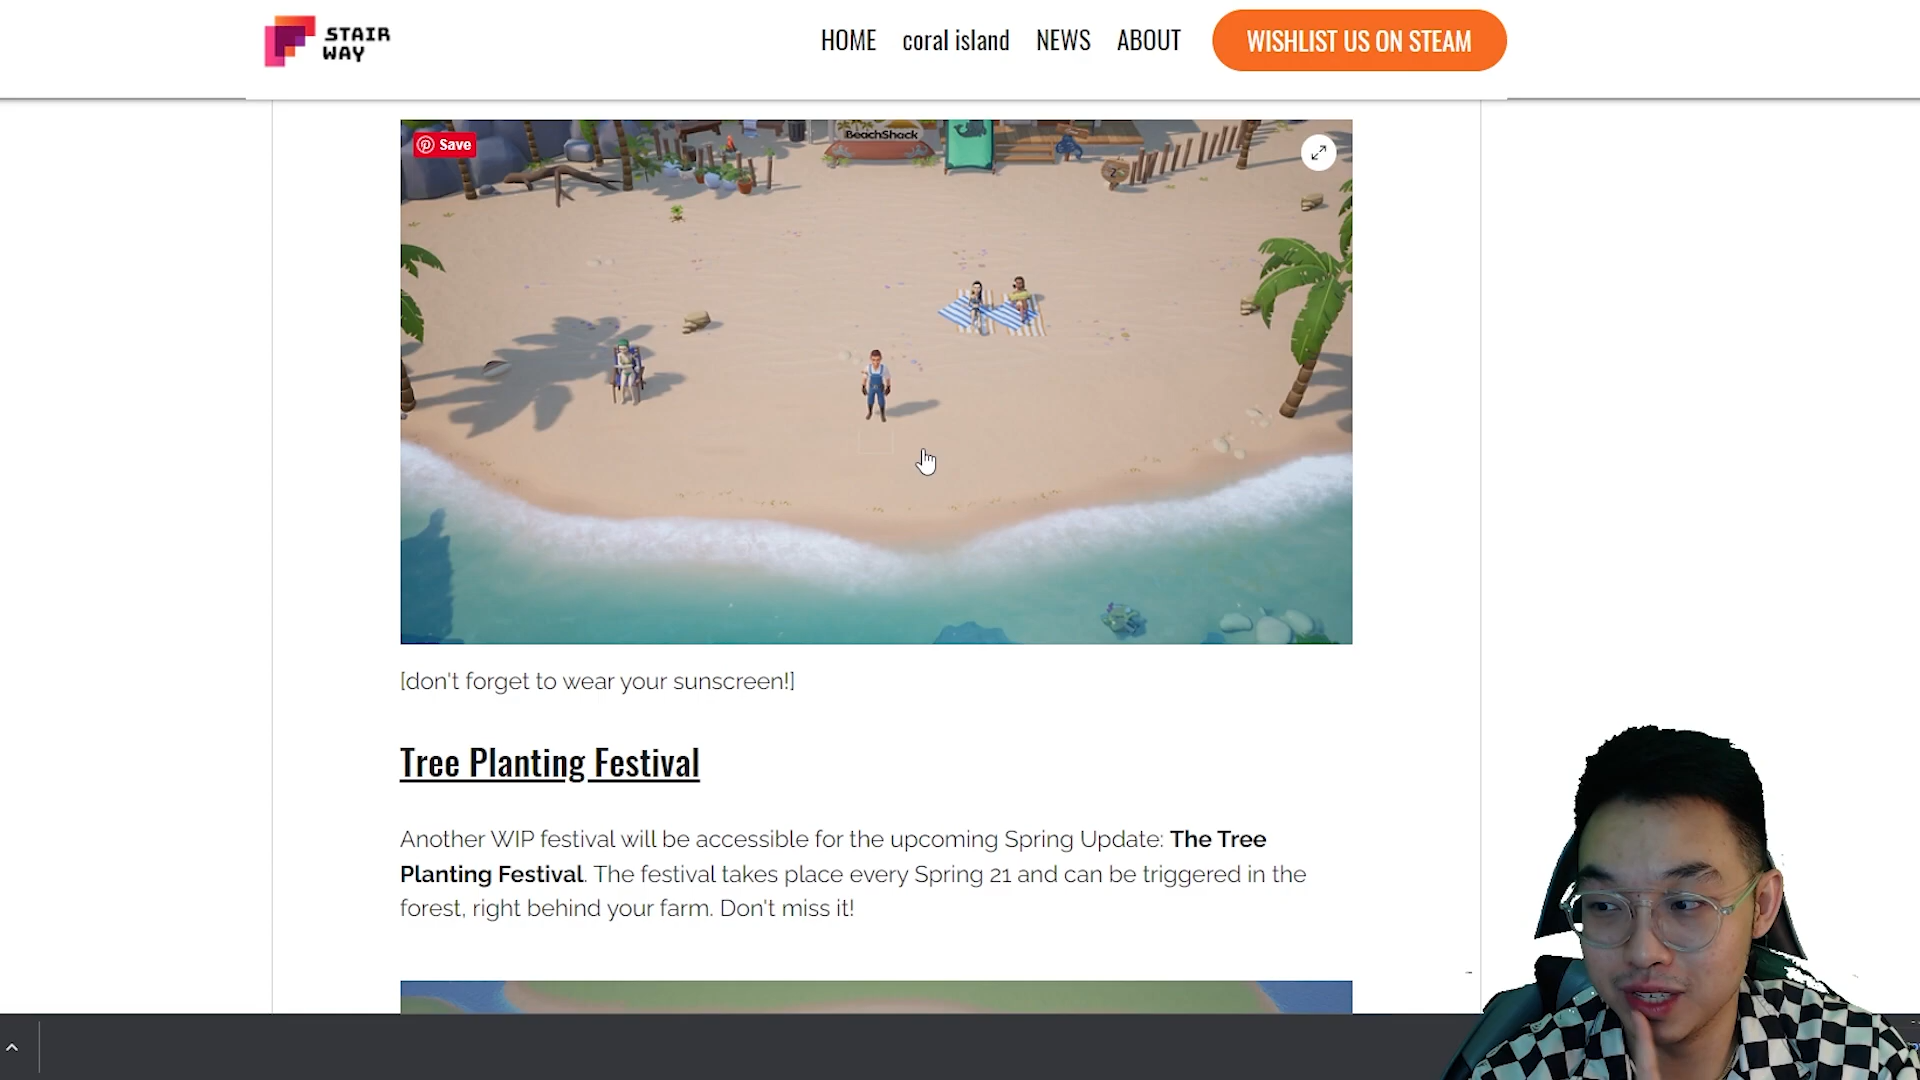 STAIR
WAY
HOME coral island NEWS ABOUT WISHLIST US ON STEAM
Save
BeachShack
[don't forget to wear your sunscreen!]
Tree Planting Festival
Another WIP festival will be accessible for the upcoming Spring Update: The Tree
Planting Festival. The festival takes place every Spring 21 and can be triggered in the
forest, right behind your farm. Don't miss it!